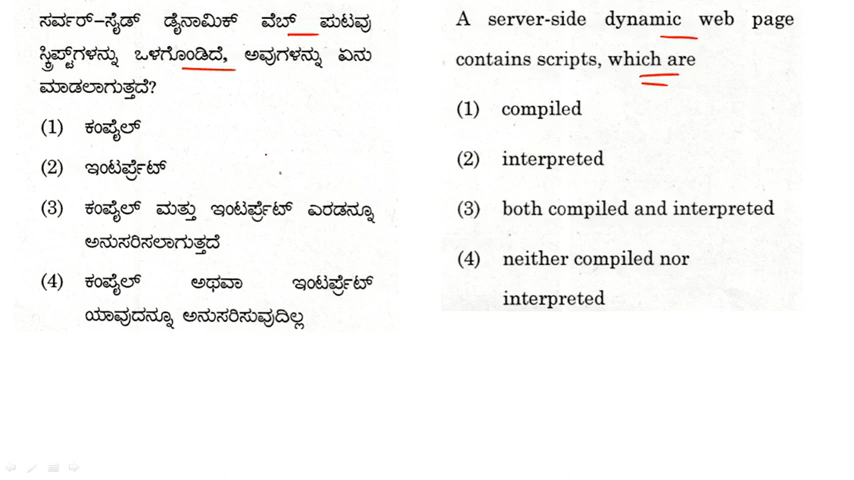 ಸರ್ವರ್–ಸೈಡ್ ಡೈನಾಮಿಕ್ ವೆಬ್ ಪುಟವು
ಸ್ಕ್ರಿಪ್ಟ್‌ಗಳನ್ನು ಒಳಗೊಂಡಿದೆ, ಅವುಗಳನ್ನು ಏನು
ಮಾಡಲಾಗುತ್ತದೆ?
(1) ಕಂಪೈಲ್
(2) ಇಂಟರ್ಪ್ರೆಟ್
(3) ಕಂಪೈಲ್ ಮತ್ತು ಇಂಟರ್ಪ್ರೆಟ್ ಎರಡನ್ನೂ
ಅನುಸರಿಸಲಾಗುತ್ತದೆ
(4) ಕಂಪೈಲ್ ಅಥವಾ ಇಂಟರ್ಪ್ರೆಟ್
ಯಾವುದನ್ನೂ ಅನುಸರಿಸುವುದಿಲ್ಲ
A server-side dynamic web page
contains scripts, which are
(1) compiled
(2) interpreted
(3) both compiled and interpreted
(4) neither compiled nor
interpreted